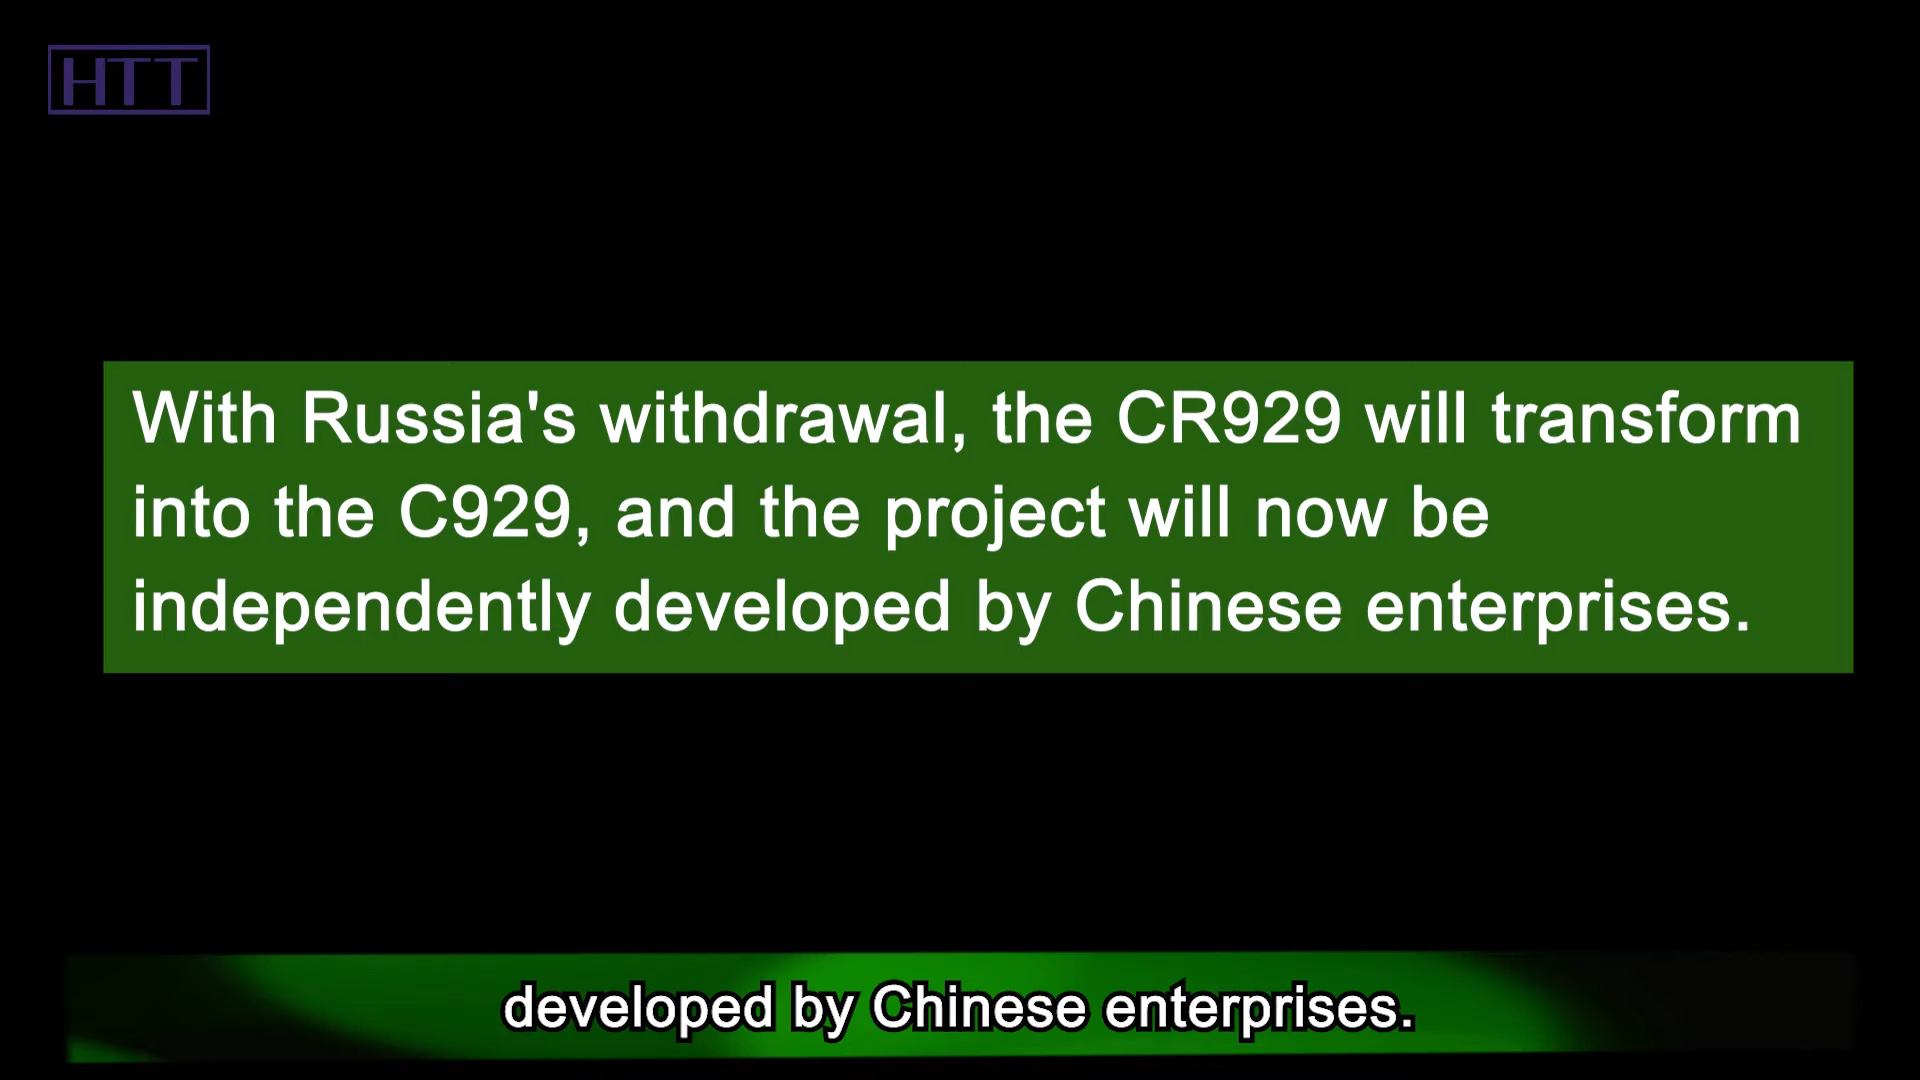 HTT
With Russia's withdrawal, the CR929 will transform
into the C929, and the project will now be
independently developed by Chinese enterprises.
developed by Chinese enterprises.